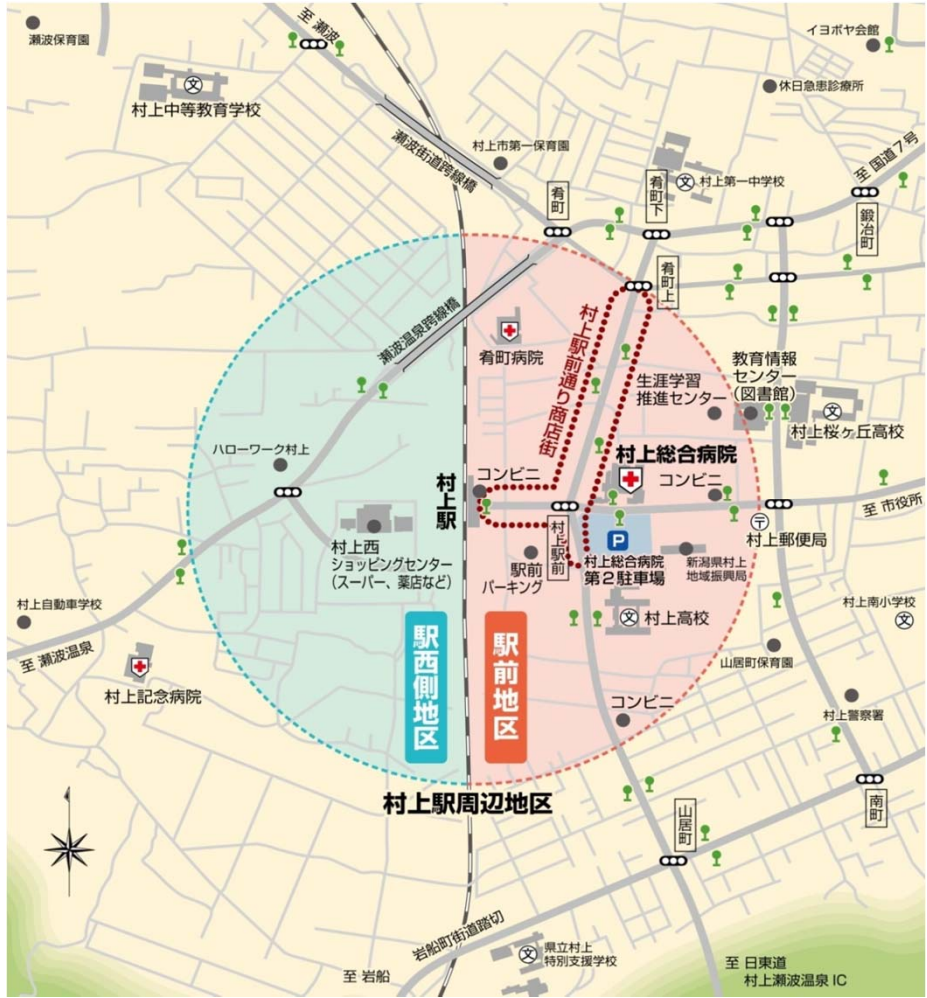 至 瀬波
瀬波保育園
イヨボヤ会館
休日急患診療所
文
村上中等教育学校
瀬波街道跨線橋
村上市第一保育園
至 国道7号
文
村上第一中学校
肴町
肴町下
鍛冶町
肴町上
瀬波温泉跨線橋
肴町病院
村上駅前通り商店街
生涯学習
推進センター
教育情報
センター
(図書館)
文
村上桜ヶ丘高校
ハローワーク村上
村上駅
コンビニ
村上総合病院
コンビニ
至 市役所
〒
村上郵便局
村上西
ショッピングセンター
(スーパー、薬店など)
駅前
パーキング
村上駅前
P
村上総合病院
第2駐車場
新潟県村上
地域振興局
村上自動車学校
至 瀬波温泉
村上記念病院
文
村上高校
村上南小学校
文
山居町保育園
駅西側地区
駅前地区
コンビニ
村上警察署
村上駅周辺地区
山居町
南町
岩船町街道踏切
至 岩船
文
県立村上
特別支援学校
至 日東道
村上瀬波温泉 IC